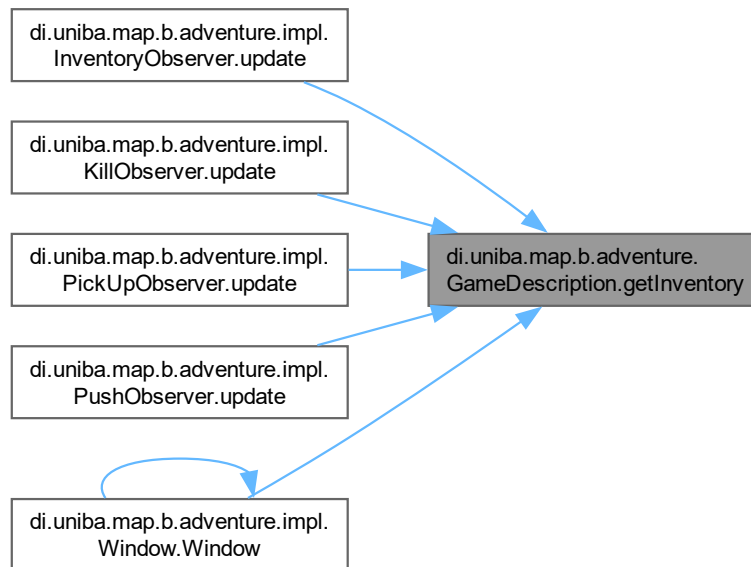 di.uniba.map.b.adventure.impl.
InventoryObserver.update
di.uniba.map.b.adventure.impl.
KillObserver.update
di.uniba.map.b.adventure.impl.
PickUpObserver.update
di.uniba.map.b.adventure.impl.
PushObserver.update
di.uniba.map.b.adventure.impl.
Window.Window
di.uniba.map.b.adventure.
GameDescription.getInventory